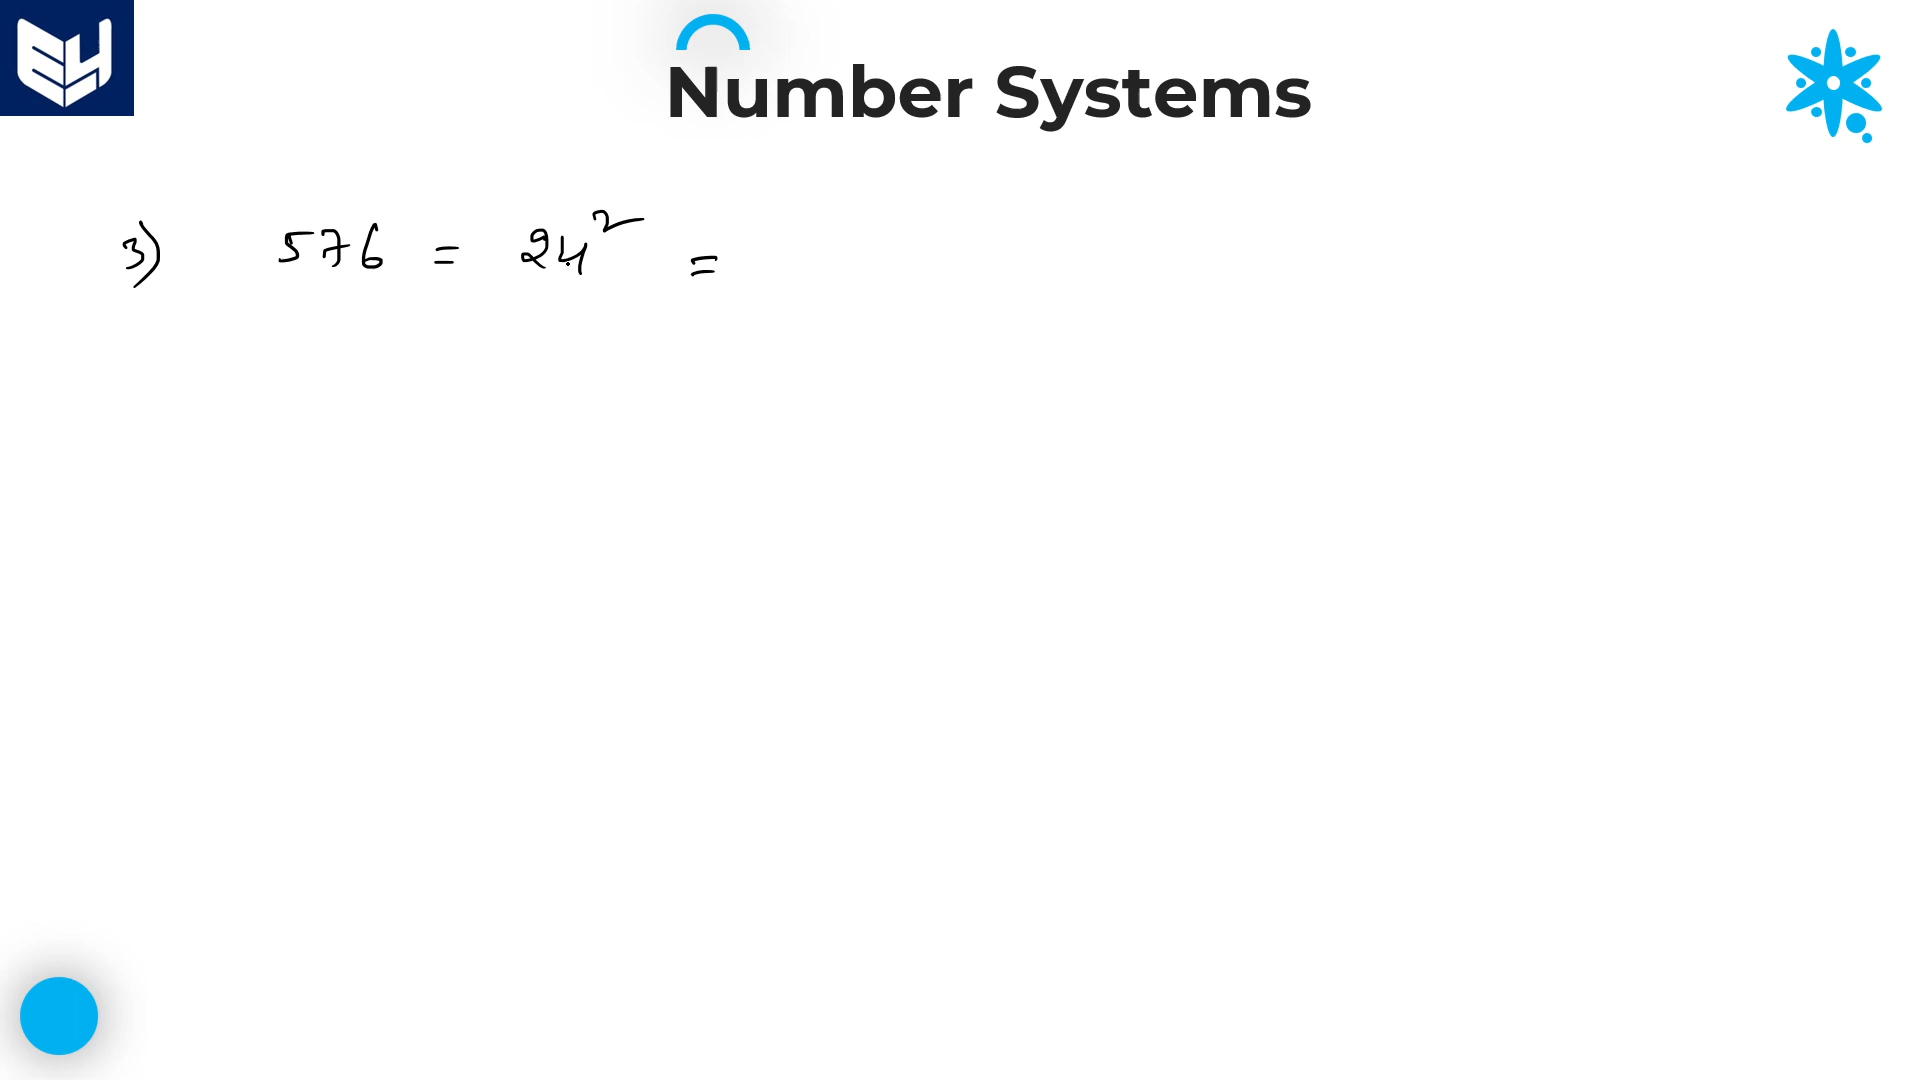 Number Systems
3) 576 = 24² =